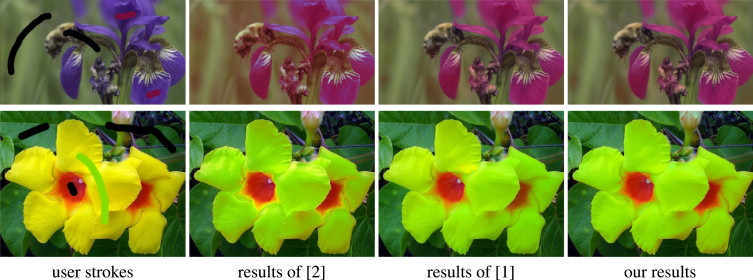 user strokes
results of [2]
results of [1]
our results